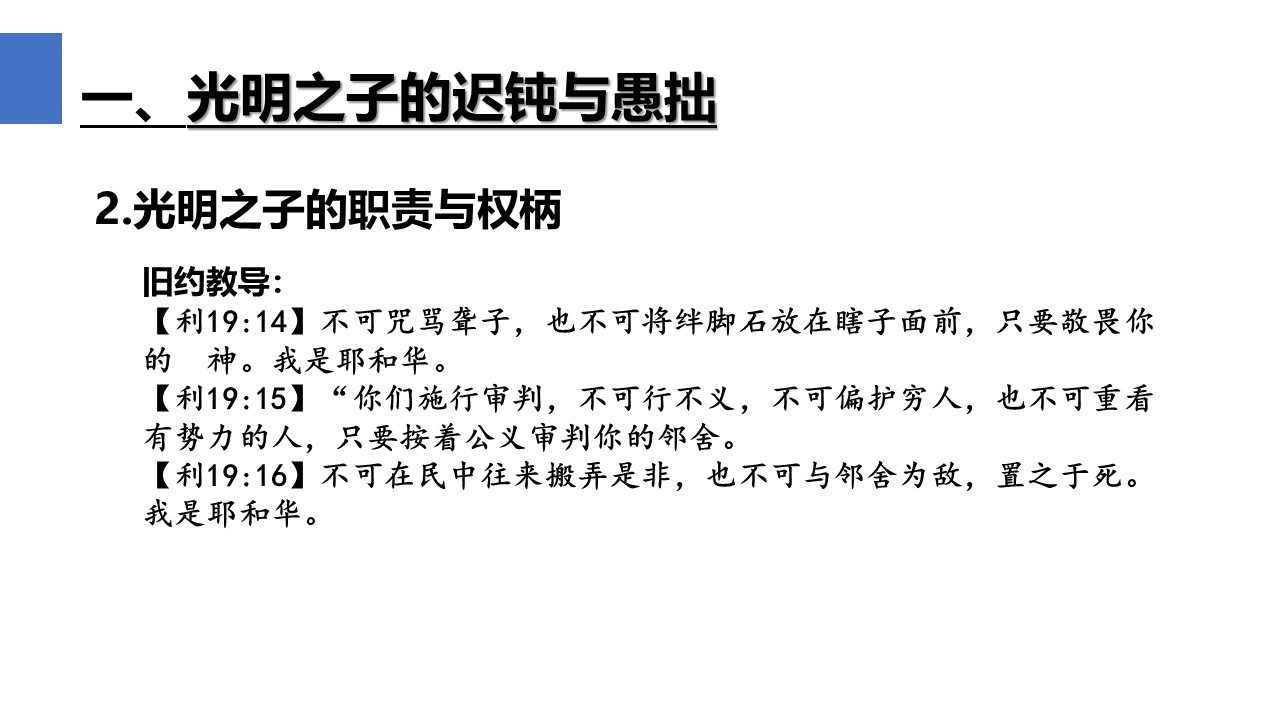 一、光明之子的迟钝与愚拙
2.光明之子的职责与权柄
旧约教导：
【利19:14】不可咒骂聋子，也不可将绊脚石放在瞎子面前，只要敬畏你
的　神。我是耶和华。
【利19:15】“你们施行审判，不可行不义，不可偏护穷人，也不可重看
有势力的人，只要按着公义审判你的邻舍。
【利19:16】不可在民中往来搬弄是非，也不可与邻舍为敌，置之于死。
我是耶和华。